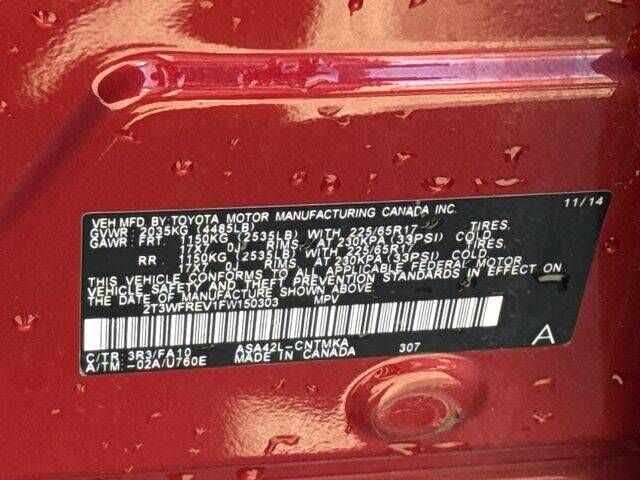 VEH MFD BY: TOYOTA MOTOR MANUFACTURING CANADA INC. 11/14
GVWR 2035KG (4485LB)
GAWR: FRT. 1150KG (2535LB) WITH 225/65R17 TIRES,
17X7 0J RIMS, AT 230KPA (33PSI) COLD
RR 1150KG (2535LB) WITH 225/65R17 TIRES,
17X7 0J RIMS, AT 230KPA (33PSI) COLD
THIS VEHICLE CONFORMS TO ALL APPLICABLE FEDERAL MOTOR
VEHICLE SAFETY AND THEFT PREVENTION STANDARDS IN EFFECT ON
THE DATE OF MANUFACTURE SHOWN ABOVE.
2T3WFREV1FW150303 MPV
C/TR: 3R3/FA10 ASA42L-CNTMKA 307 A
A/TM: -02A/U760E MADE IN CANADA